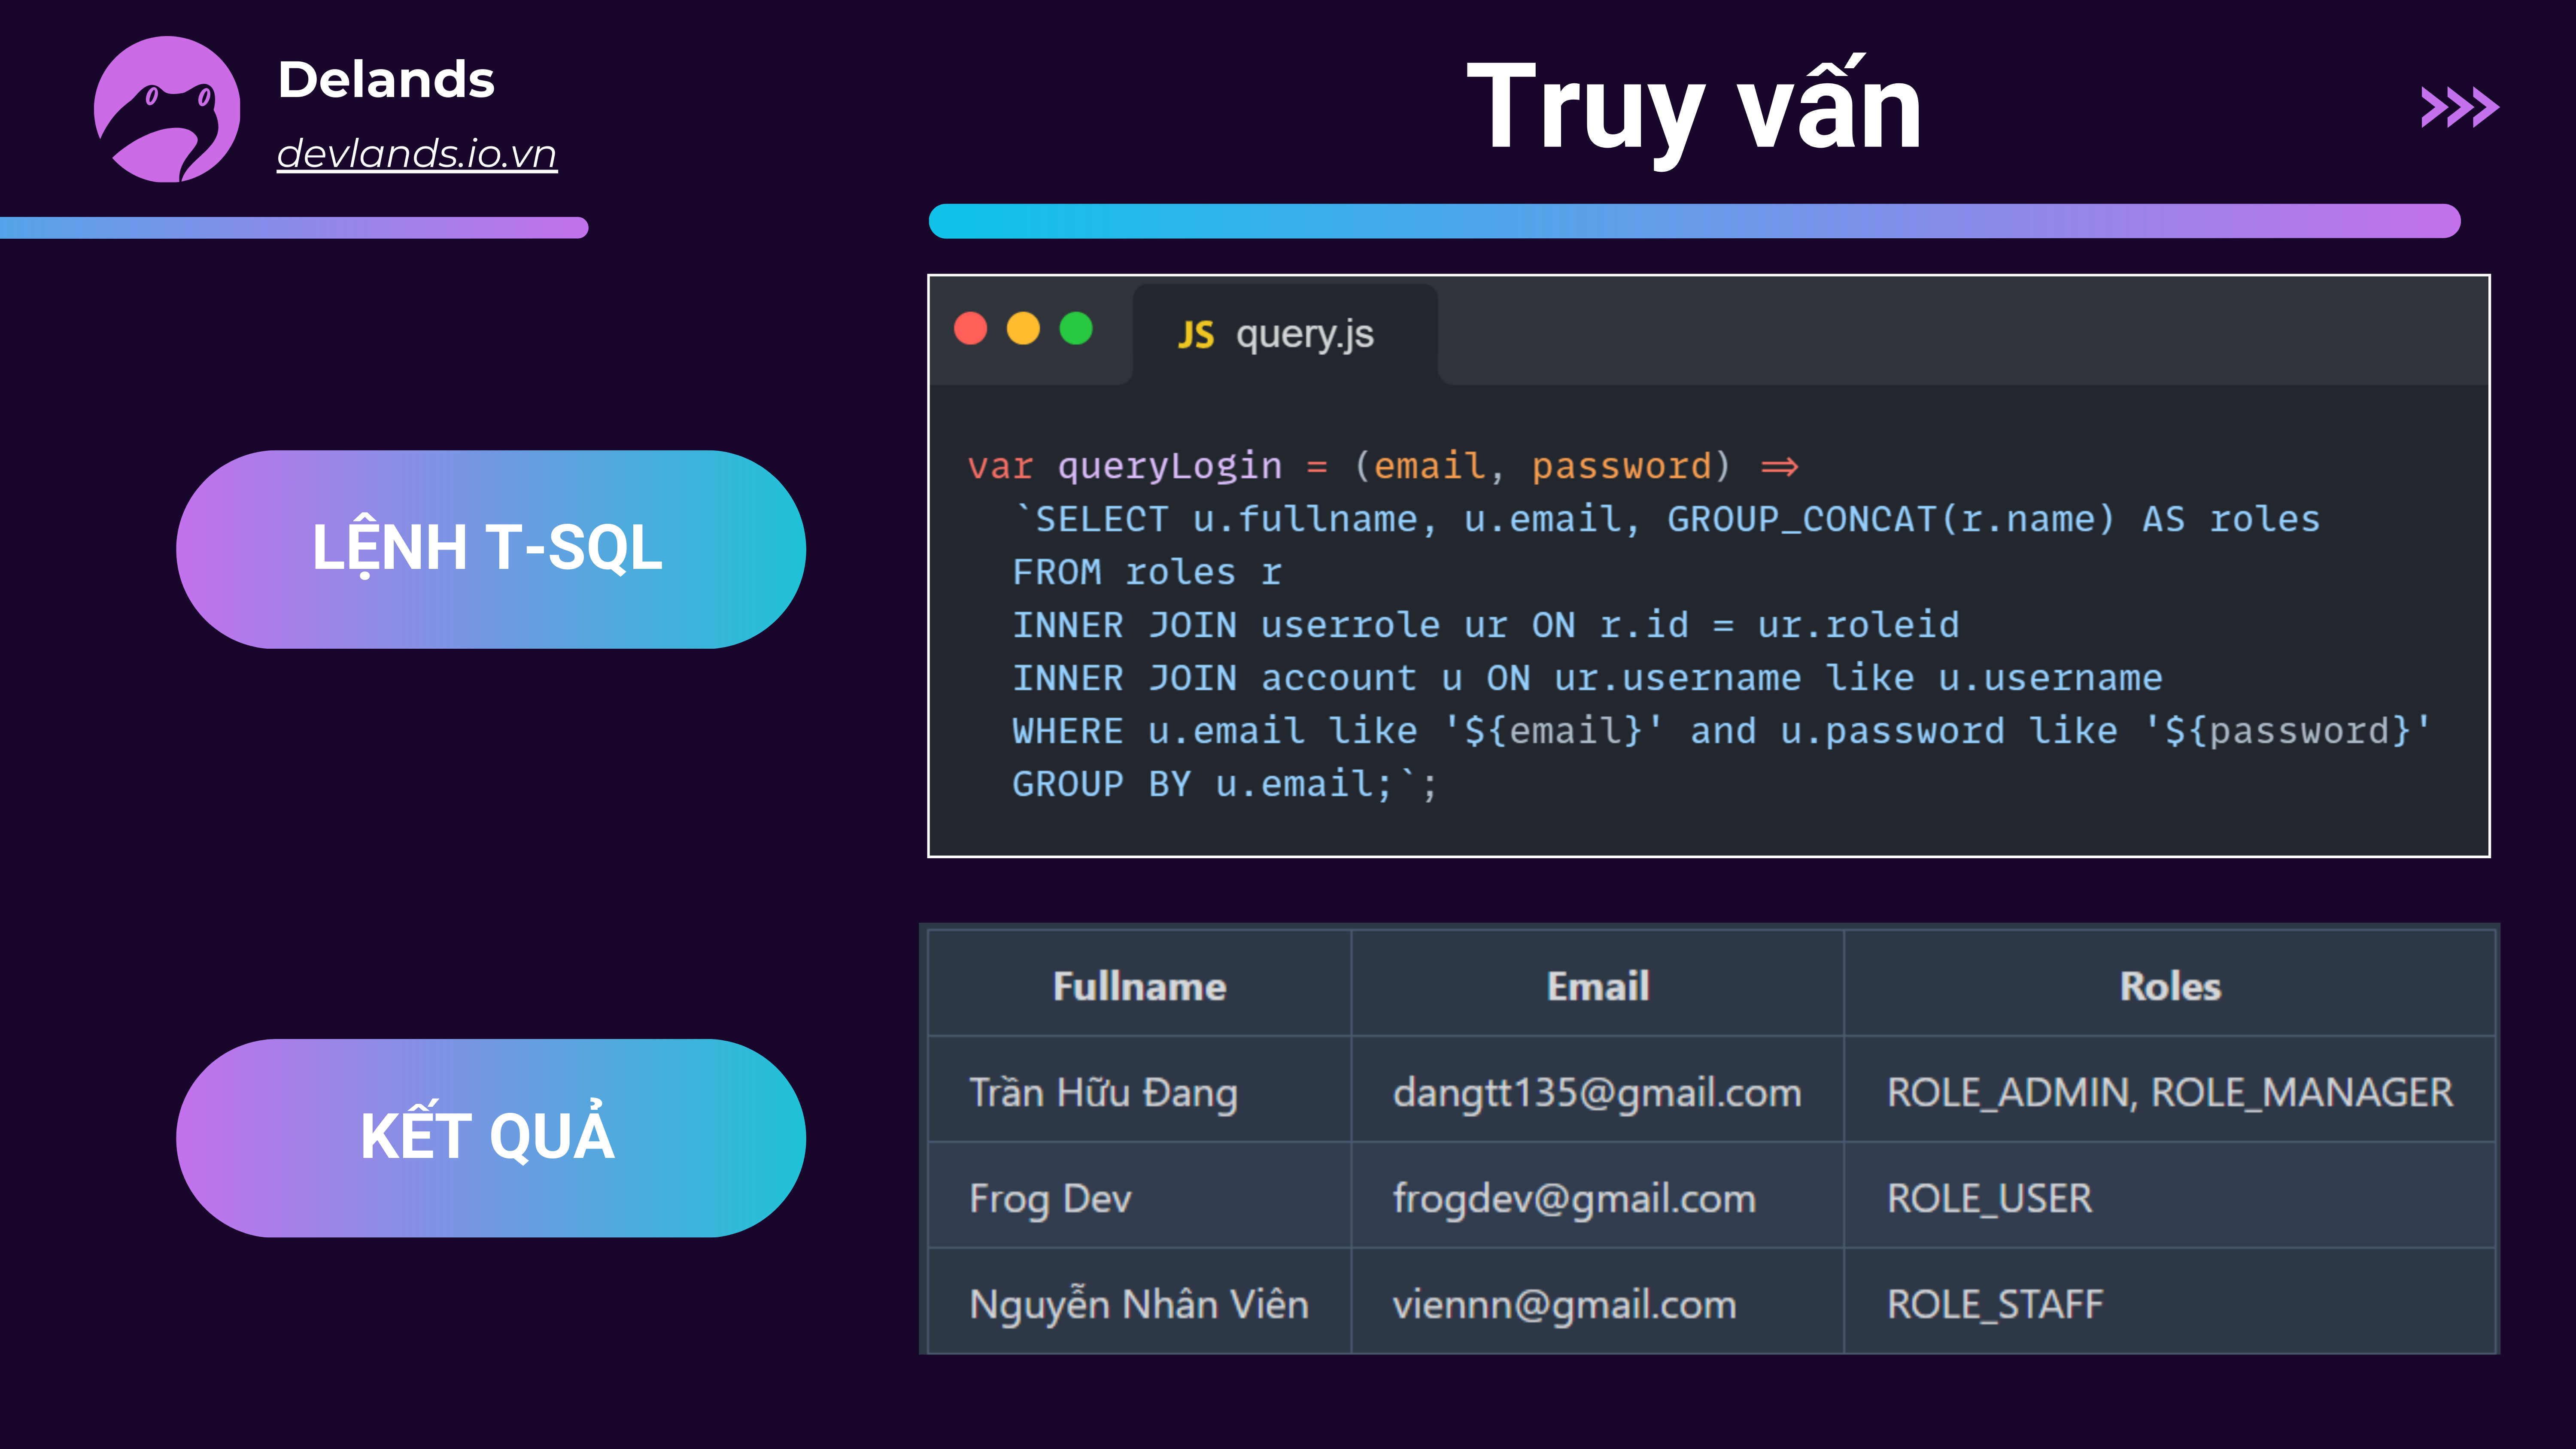 Delands
devlands.io.vn
Truy vấn
LỆNH T-SQL
JS query.js
var queryLogin = (email, password) =>
`SELECT u.fullname, u.email, GROUP_CONCAT(r.name) AS roles
FROM roles r
INNER JOIN userrole ur ON r.id = ur.roleid
INNER JOIN account u ON ur.username like u.username
WHERE u.email like '${email}' and u.password like '${password}'
GROUP BY u.email;`;
KẾT QUẢ
Fullname Email Roles
Trần Hữu Đang dangtt135@gmail.com ROLE_ADMIN, ROLE_MANAGER
Frog Dev frogdev@gmail.com ROLE_USER
Nguyễn Nhân Viên viennn@gmail.com ROLE_STAFF